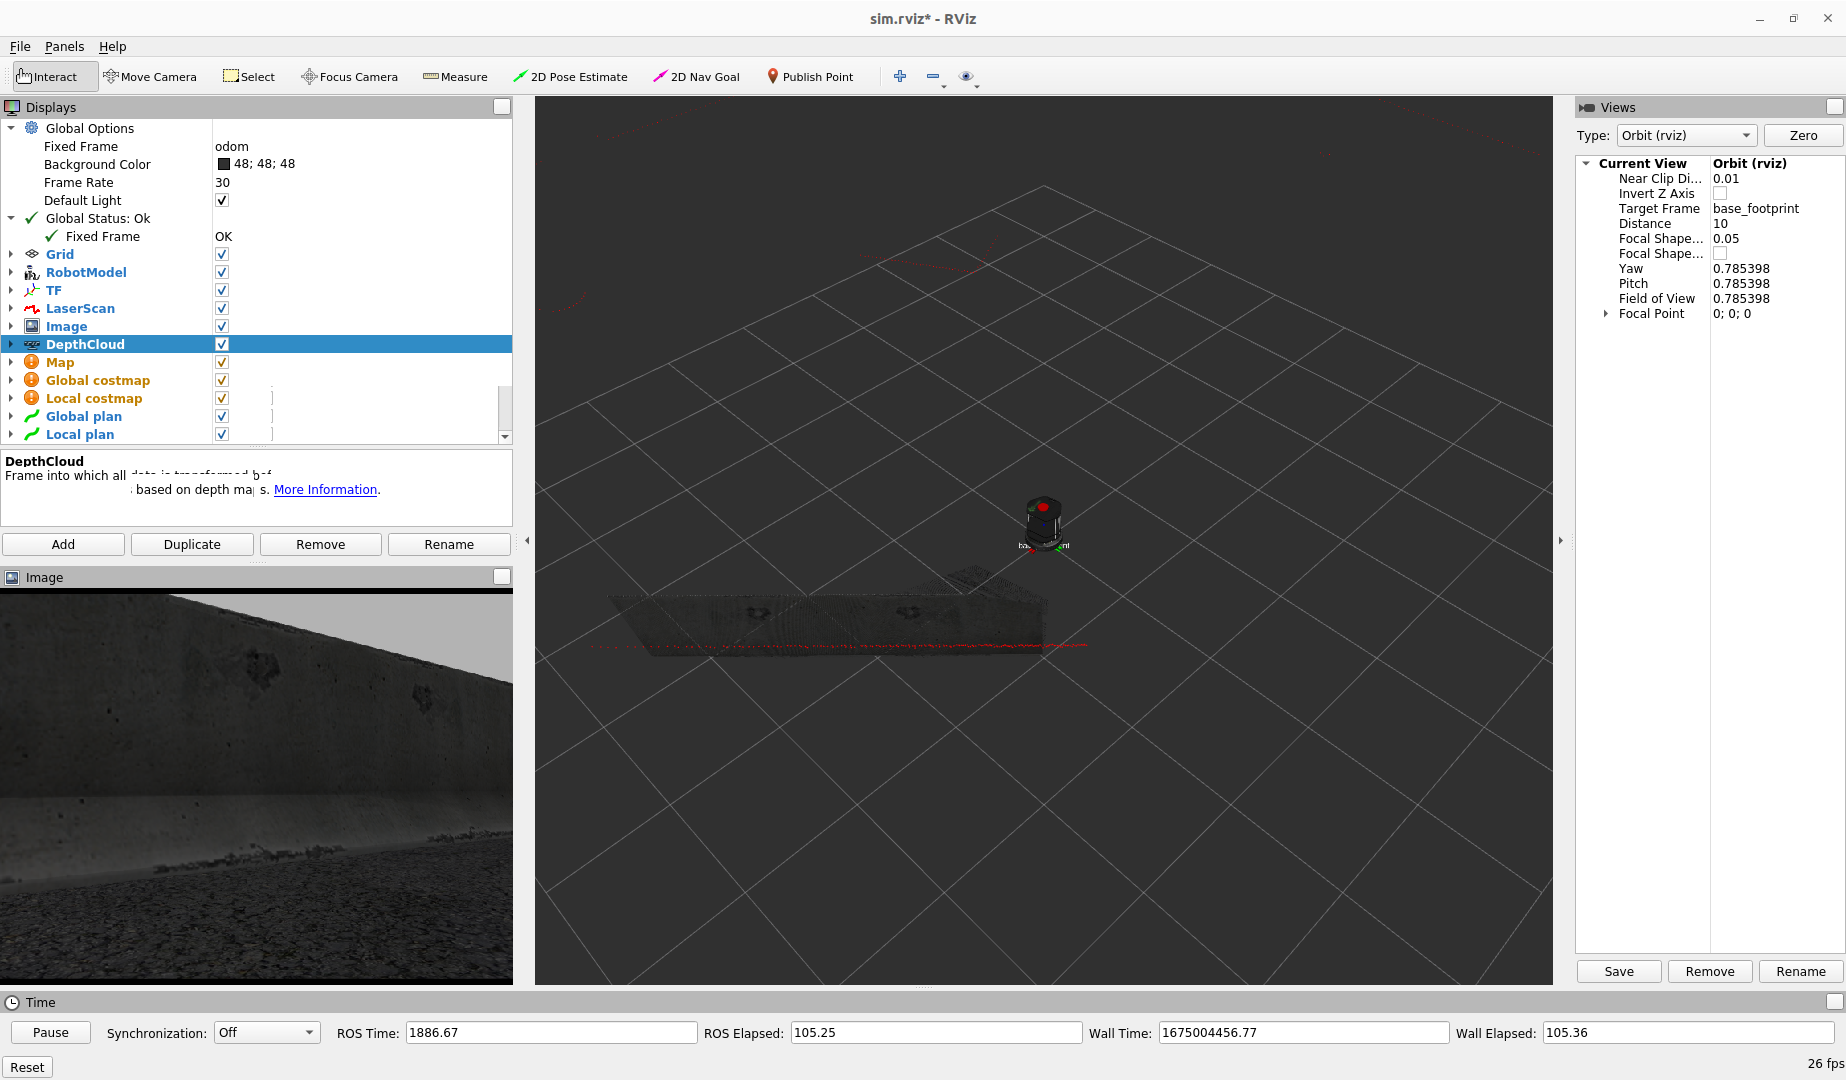 sim.rviz* - RViz
File Panels Help
Interact Move Camera Select Focus Camera Measure 2D Pose Estimate 2D Nav Goal Publish Point
Displays
Global Options
Fixed Frame odom
Background Color 48; 48; 48
Frame Rate 30
Default Light
Global Status: Ok
Fixed Frame OK
Grid
RobotModel
TF
LaserScan
Image
DepthCloud
Map
Global costmap
Local costmap
Global plan
Local plan
DepthCloud
Frame into which all data is transformed bef
based on depth ma s. More Information.
Add Duplicate Remove Rename
Image
Views
Type: Orbit (rviz) Zero
Current View Orbit (rviz)
Near Clip Di... 0.01
Invert Z Axis
Target Frame base_footprint
Distance 10
Focal Shape... 0.05
Focal Shape...
Yaw 0.785398
Pitch 0.785398
Field of View 0.785398
Focal Point 0; 0; 0
Save Remove Rename
Time
Pause Synchronization: Off ROS Time: 1886.67 ROS Elapsed: 105.25 Wall Time: 1675004456.77 Wall Elapsed: 105.36
Reset 26 fps